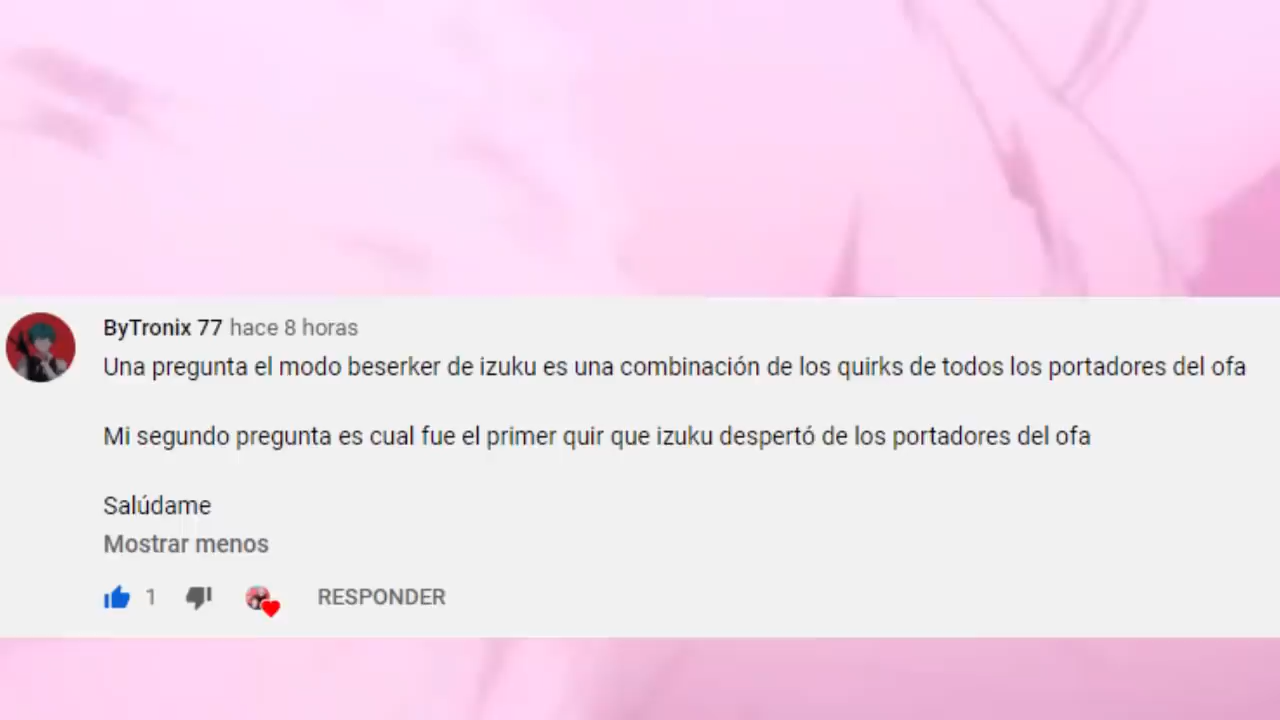 ByTronix 77 hace 8 horas
Una pregunta el modo beserker de izuku es una combinación de los quirks de todos los portadores del ofa
Mi segundo pregunta es cual fue el primer quir que izuku despertó de los portadores del ofa
Salúdame
Mostrar menos
1 RESPONDER